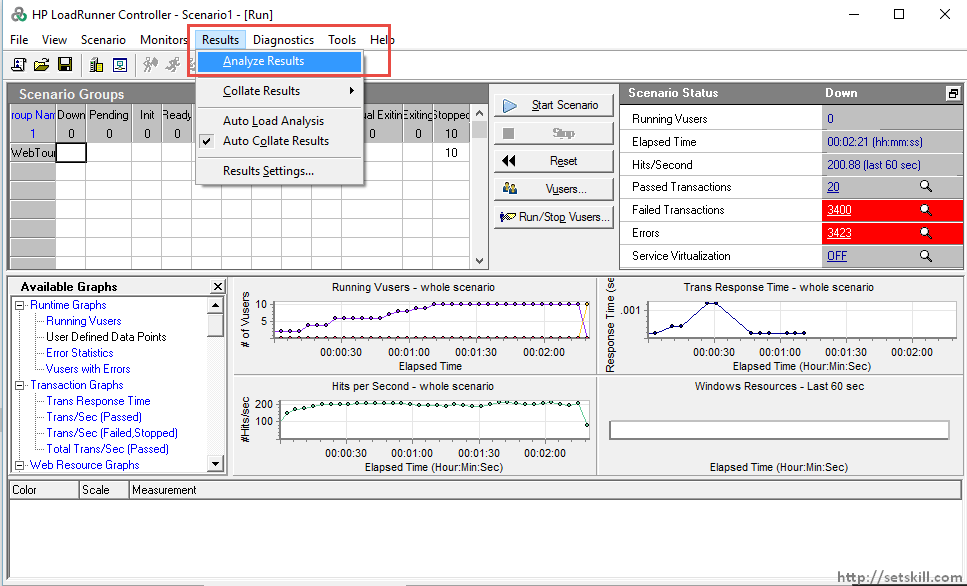 HP LoadRunner Controller - Scenario1 - [Run]
File View Scenario Monitors Results Diagnostics Tools Help
Analyze Results
Collate Results
Auto Load Analysis
Auto Collate Results
Results Settings...
Scenario Groups
roup Nam Down Pending Init Ready ual Exiting Exiting Stopped
1 0 0 0 0 0 0 10
WebTour 10
Start Scenario
Stop
Reset
Vusers...
Run/Stop Vusers...
Scenario Status Down
Running Vusers 0
Elapsed Time 00:02:21 (hh:mm:ss)
Hits/Second 200.88 (last 60 sec)
Passed Transactions 20
Failed Transactions 3400
Errors 3423
Service Virtualization OFF
Available Graphs
Runtime Graphs
Running Vusers
User Defined Data Points
Error Statistics
Vusers with Errors
Transaction Graphs
Trans Response Time
Trans/Sec (Passed)
Trans/Sec (Failed,Stopped)
Total Trans/Sec (Passed)
Web Resource Graphs
Running Vusers - whole scenario
# of Vusers
10
5
00:00:30 00:01:00 00:01:30 00:02:00
Elapsed Time
Trans Response Time - whole scenario
Response Time (se
.001
00:00:30 00:01:00 00:01:30 00:02:00
Elapsed Time (Hour:Min:Sec)
Hits per Second - whole scenario
#Hits/sec
200
100
00:00:30 00:01:00 00:01:30 00:02:00
Elapsed Time (Hour:Min:Sec)
Windows Resources - Last 60 sec
Elapsed Time (Hour:Min:Sec)
Color Scale Measurement
http://setskill.com/